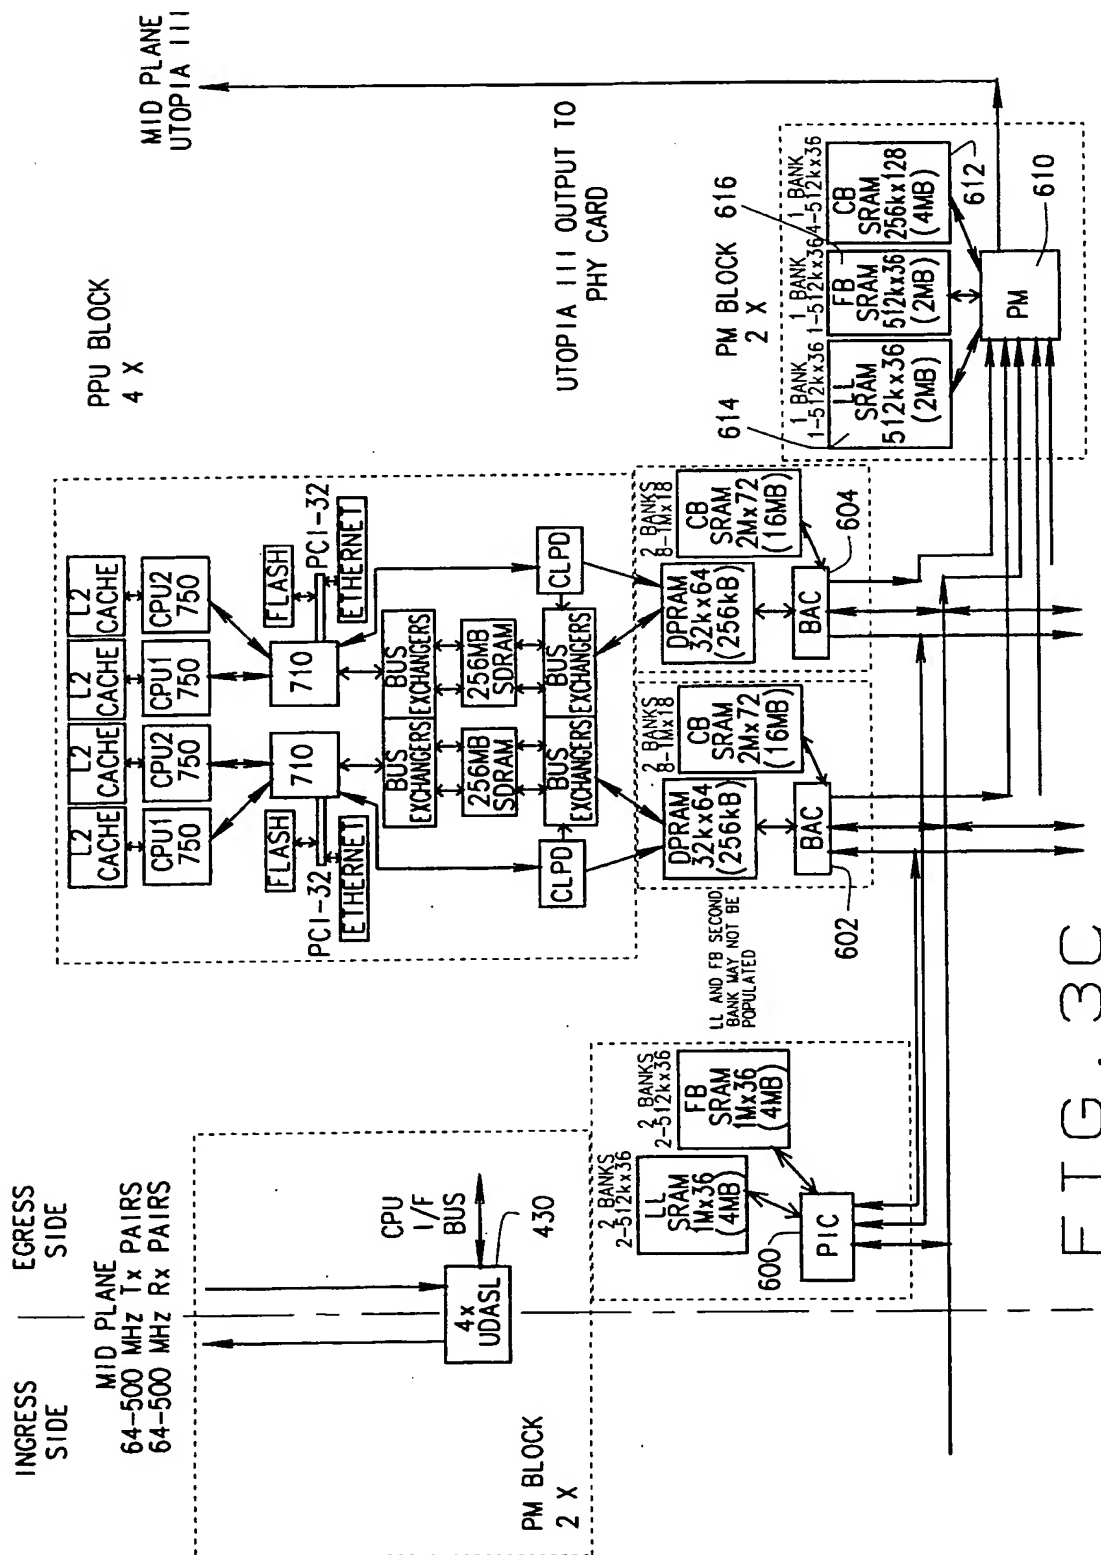 INGRESS
SIDE
EGRESS
SIDE
MID PLANE
64-500 MHz Tx PAIRS
64-500 MHz Rx PAIRS
PM BLOCK
2 X
4x
UDASL
430
CPU
I/F
BUS
2 BANKS
2-512kx36
LL
SRAM
1Mx36
(4MB)
2 BANKS
2-512kx36
FB
SRAM
1Mx36
(4MB)
600
PIC
LL AND FB SECOND
BANK MAY NOT BE
POPULATED
PPU BLOCK
4 X
L2
CACHE
L2
CACHE
L2
CACHE
L2
CACHE
CPU1
750
CPU2
750
CPU1
750
CPU2
750
FLASH
710
710
FLASH
PCI-32
PCI-32
ETHERNET
ETHERNET
BUS
EXCHANGERS
BUS
EXCHANGERS
256MB
SDRAM
256MB
SDRAM
CLPD
BUS
EXCHANGERS
BUS
EXCHANGERS
CLPD
2 BANKS
8-1Mx18
2 BANKS
8-1Mx18
DPRAM
32kx64
(256kB)
CB
SRAM
2Mx72
(16MB)
DPRAM
32kx64
(256kB)
CB
SRAM
2Mx72
(16MB)
602
BAC
BAC
604
MID PLANE
UTOPIA III
UTOPIA III OUTPUT TO
PHY CARD
614
PM BLOCK
2 X
616
1 BANK
1-512kx36
1 BANK
1-512kx36
1 BANK
4-512kx36
LL
SRAM
512kx36
(2MB)
FB
SRAM
512kx36
(2MB)
CB
SRAM
256kx128
(4MB)
612
PM
610
FIG. 3C